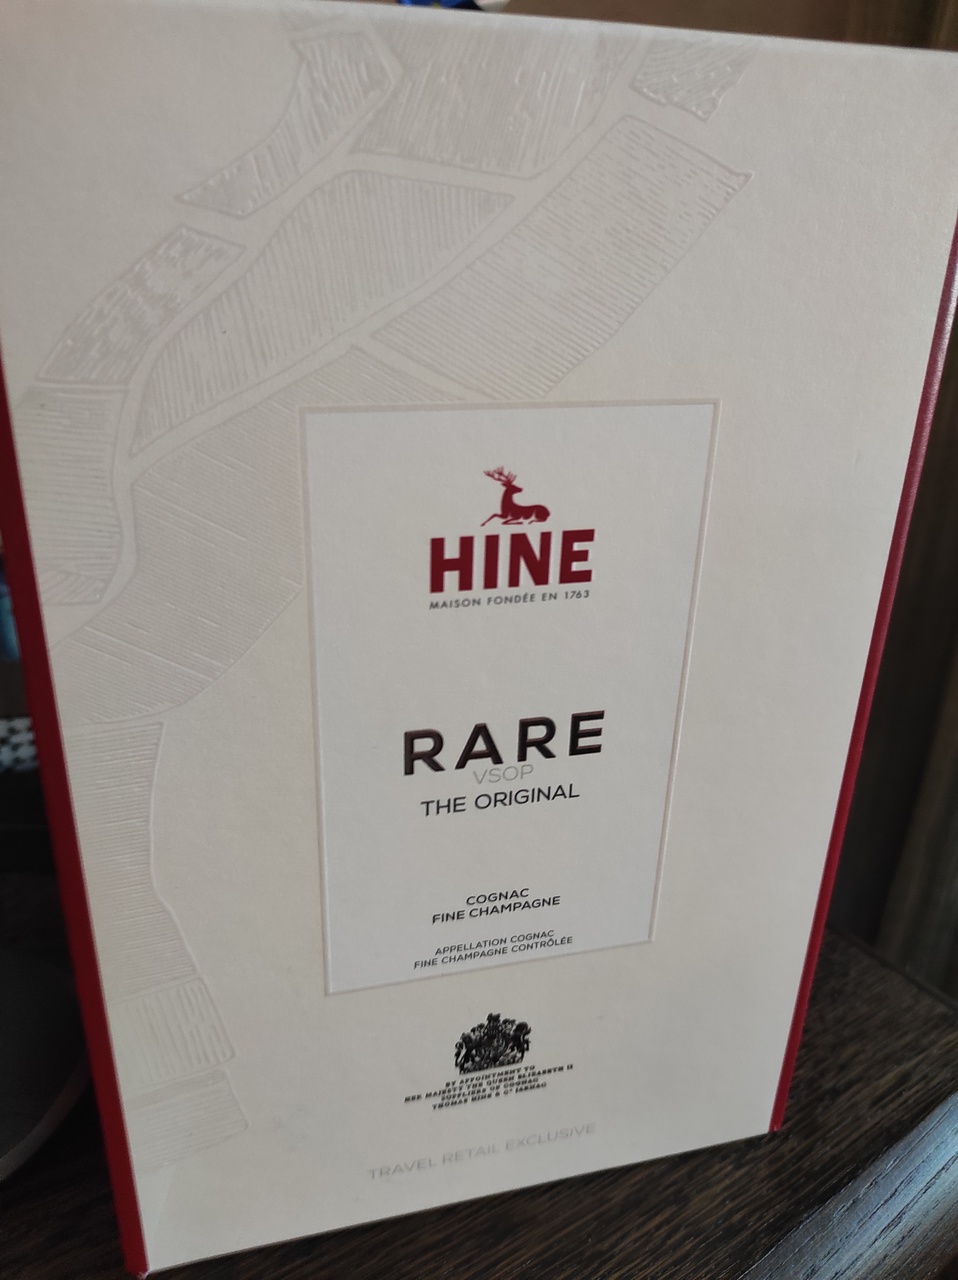 HINE
MAISON FONDÉE EN 1763
RARE
VSOP
THE ORIGINAL
COGNAC
FINE CHAMPAGNE
APPELLATION COGNAC
FINE CHAMPAGNE CONTRÔLÉE
BY APPOINTMENT TO
HER MAJESTY THE QUEEN ELIZABETH II
SUPPLIERS OF COGNAC
THOMAS HINE & Cº JARNAC
TRAVEL RETAIL EXCLUSIVE